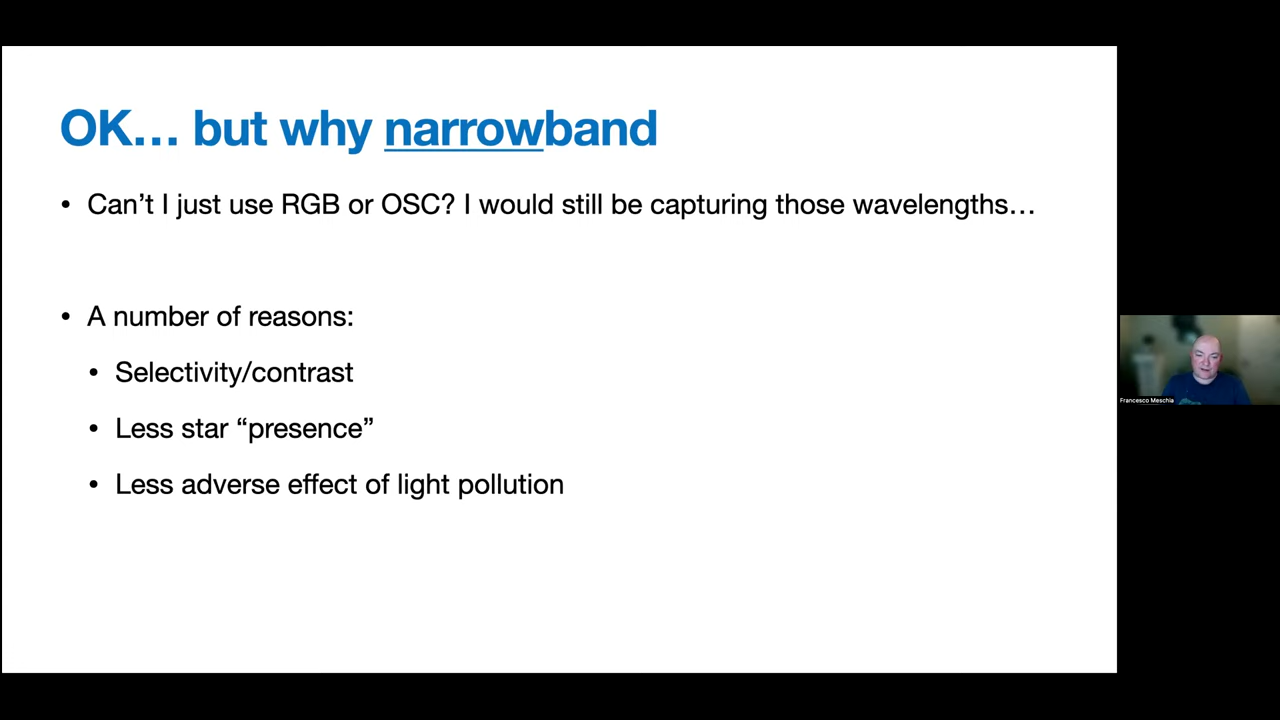 OK… but why narrowband
• Can’t I just use RGB or OSC? I would still be capturing those wavelengths…
• A number of reasons:
• Selectivity/contrast
• Less star “presence”
• Less adverse effect of light pollution
Francesco Meschia